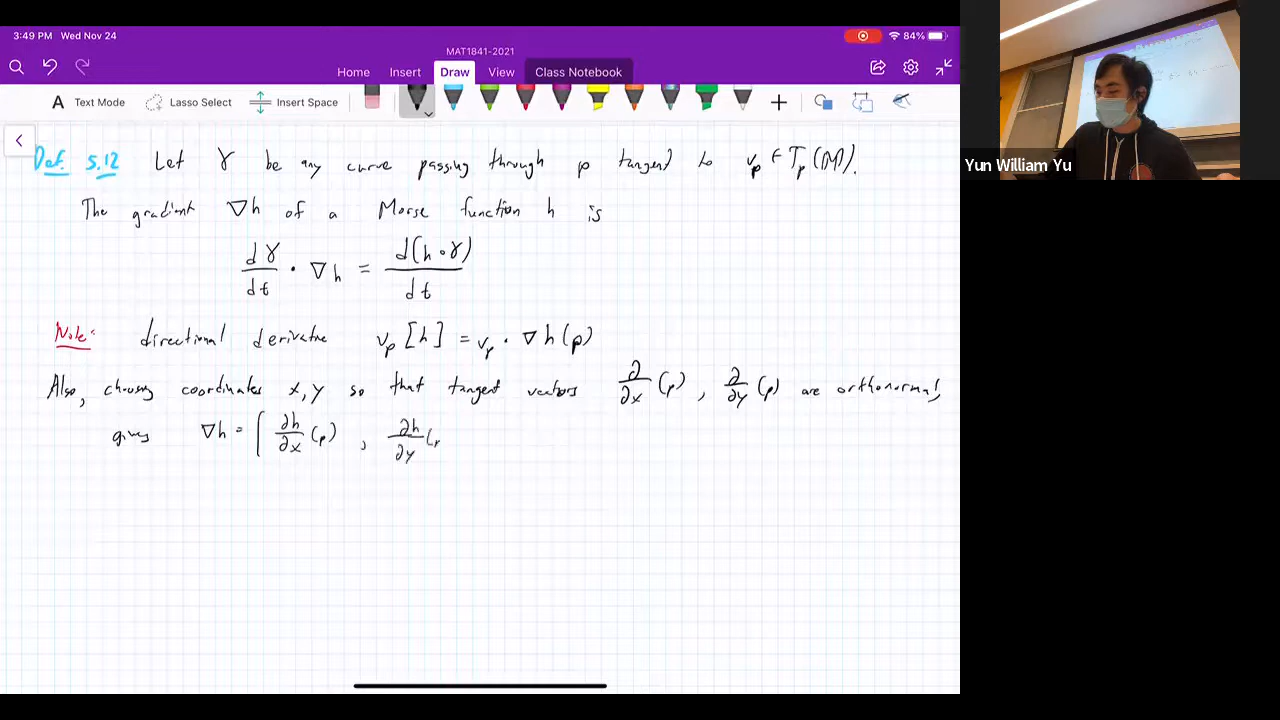 3:49 PM Wed Nov 24
84%
MAT1841-2021
Home Insert Draw View Class Notebook
A Text Mode Lasso Select Insert Space
Def. 5.12 Let γ be any curve passing through p tangent to v_p ∈ T_p(M).
The gradient ∇h of a Morse function h is
dγ/dt · ∇h = d(h∘γ)/dt
Note: directional derivative v_p[h] = v_p · ∇h(p)
Also, choosing coordinates x, y so that tangent vectors ∂/∂x (p), ∂/∂y (p) are orthonormal,
gives ∇h = [∂h/∂x (p), ∂h/∂y (p
Yun William Yu